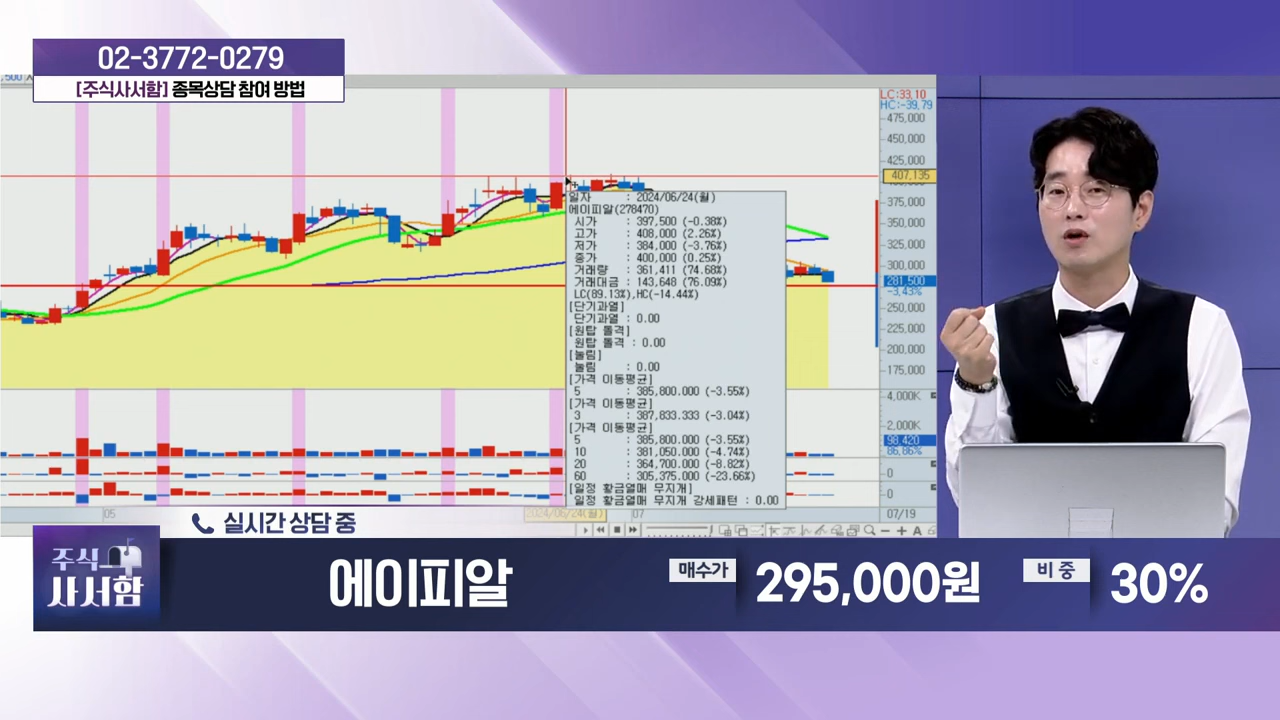 02-3772-0279
[주식사서함] 종목상담 참여 방법
LC:33.10
HC:-39.79
475,000
450,000
425,000
407,135
375,000
350,000
325,000
300,000
281,500
-3.43%
250,000
225,000
200,000
175,000
4,000K
2,000K
98,420
86.86%
0
0
일자 : 2024/06/24(월)
에이피알(278470)
시가 : 397,500 (-0.38%)
고가 : 408,000 (2.26%)
저가 : 384,000 (-3.76%)
종가 : 400,000 (0.25%)
거래량 : 361,411 (74.68%)
거래대금 : 143,648 (76.09%)
LC(89.13%),HC(-14.44%)
[단기과열]
단기과열 : 0.00
[원탑 돌격]
원탑 돌격 : 0.00
[눌림]
눌림 : 0.00
[가격 이동평균]
5 : 385,800.000 (-3.55%)
[가격 이동평균]
3 : 387,833.333 (-3.04%)
[가격 이동평균]
5 : 385,800.000 (-3.55%)
10 : 381,050.000 (-4.74%)
20 : 364,700.000 (-8.82%)
60 : 305,375.000 (-23.66%)
[일정 황금열매 무지개]
일정 황금열매 무지개 강세패턴 : 0.00
05
2024/06/24(월)
07
07/19
실시간 상담 중
주식
사서함
에이피알
매수가
295,000원
비중
30%